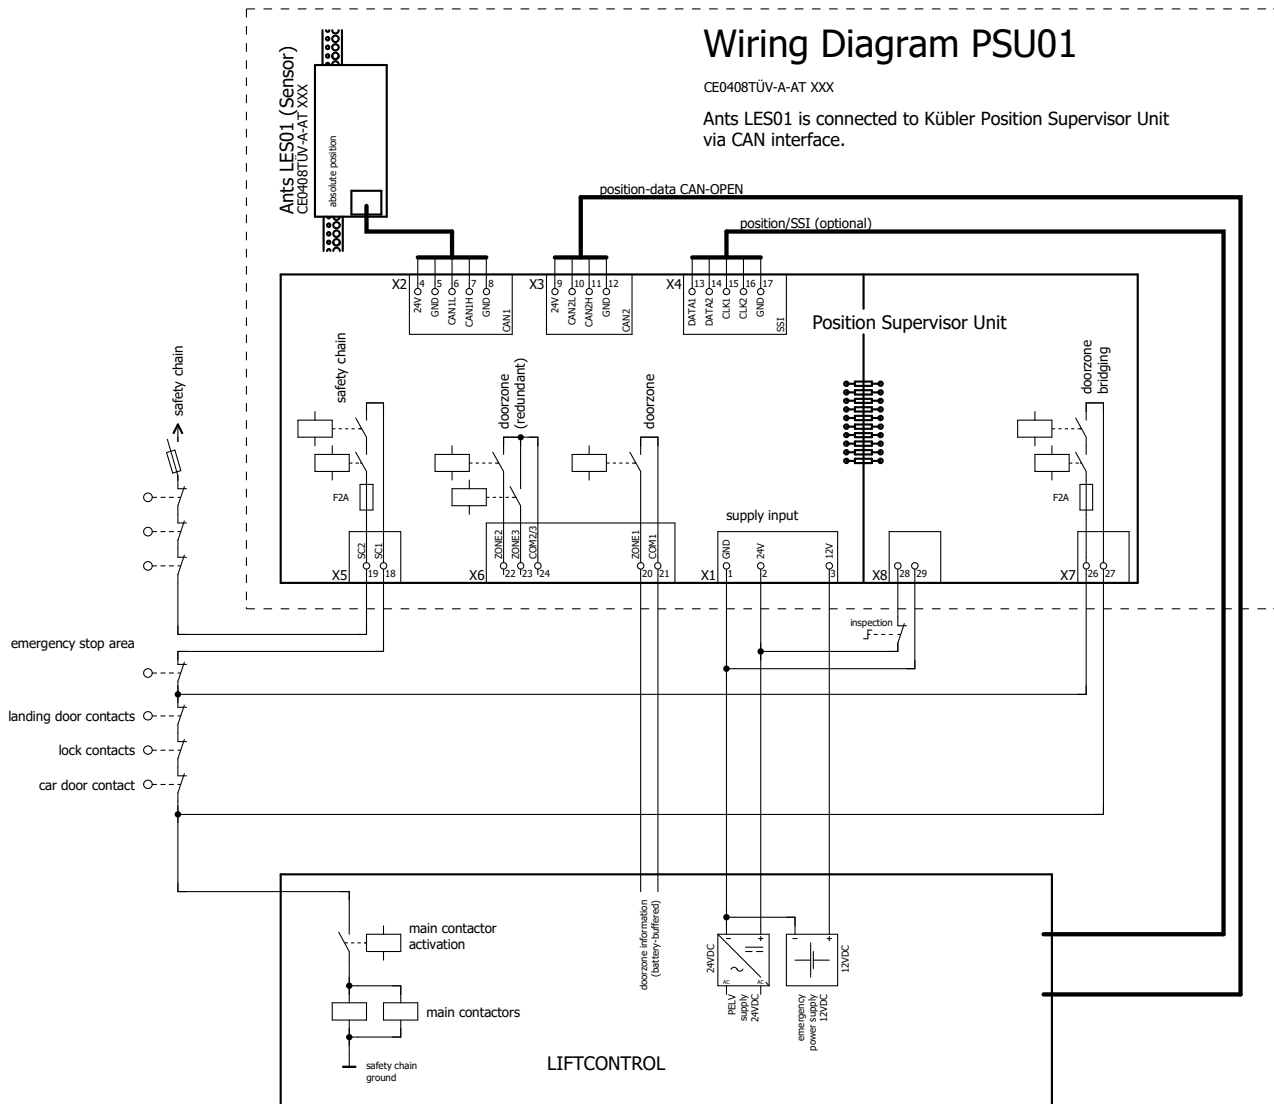 Wiring Diagram PSU01
CE0408TÜV-A-AT XXX
Ants LES01 is connected to Kübler Position Supervisor Unit
via CAN interface.
Ants LES01 (Sensor)
CE0408TÜV-A-AT XXX
absolute position
position-data CAN-OPEN
position/SSI (optional)
X2
4
5
6
7
8
24V
GND
CAN1L
CAN1H
GND
CAN1
X3
9
10
11
12
24V
CAN2L
CAN2H
GND
CAN2
X4
13
14
15
16
17
DATA1
DATA2
CLK1
CLK2
GND
SSI
Position Supervisor Unit
safety chain
safety chain
doorzone
(redundant)
doorzone
doorzone
bridging
F2A
F2A
supply input
X5
SC2
SC1
19
18
X6
ZONE2
ZONE3
COM2/3
22
23
24
ZONE1
COM1
20
21
X1
GND
24V
12V
1
2
3
X8
28
29
X7
26
27
inspection
emergency stop area
landing door contacts
lock contacts
car door contact
main contactor
activation
main contactors
safety chain
ground
doorzone information
(battery-buffered)
24VDC
-
+
AC
AC
PELV
supply
24VDC
-
+
12VDC
emergency
power supply
12VDC
LIFTCONTROL